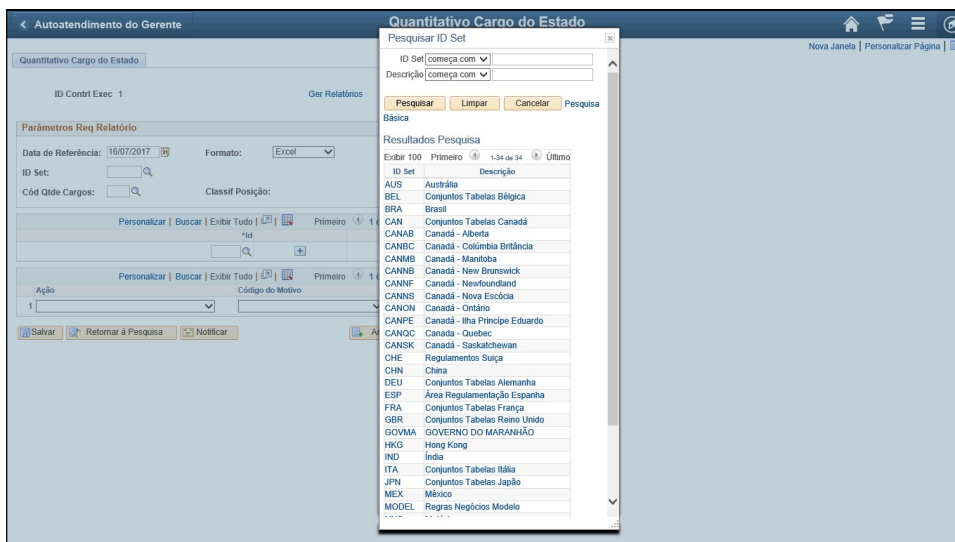 Autoatendimento do Gerente
Quantitativo Cargo do Estado
Nova Janela | Personalizar Página |
Quantitativo Cargo do Estado
ID Contrl Exec 1
Ger Relatórios
Parâmetros Req Relatório
Data de Referência: 16/07/2017
Formato: Excel
ID Set:
Cód Qtde Cargos:
Classif Posição:
Personalizar | Buscar | Exibir Tudo |
Primeiro 1
*Id
Personalizar | Buscar | Exibir Tudo |
Primeiro 1
Ação
Código do Motivo
1
Salvar
Retornar à Pesquisa
Notificar
Pesquisar ID Set
ID Set começa com
Descrição começa com
Pesquisar
Limpar
Cancelar
Pesquisa
Básica
Resultados Pesquisa
Exibir 100 Primeiro 1-34 de 34 Último
ID Set Descrição
AUS Austrália
BEL Conjuntos Tabelas Bélgica
BRA Brasil
CAN Conjuntos Tabelas Canadá
CANAB Canadá - Alberta
CANBC Canadá - Colúmbia Britância
CANMB Canadá - Manitoba
CANNB Canadá - New Brunswick
CANNF Canadá - Newfoundland
CANNS Canadá - Nova Escócia
CANON Canadá - Ontário
CANPE Canadá - Ilha Príncipe Eduardo
CANQC Canada - Quebec
CANSK Canadá - Saskatchewan
CHE Regulamentos Suiça
CHN China
DEU Conjuntos Tabelas Alemanha
ESP Área Regulamentação Espanha
FRA Conjuntos Tabelas França
GBR Conjuntos Tabelas Reino Unido
GOVMA GOVERNO DO MARANHÃO
HKG Hong Kong
IND Índia
ITA Conjuntos Tabelas Itália
JPN Conjuntos Tabelas Japão
MEX México
MODEL Regras Negócios Modelo